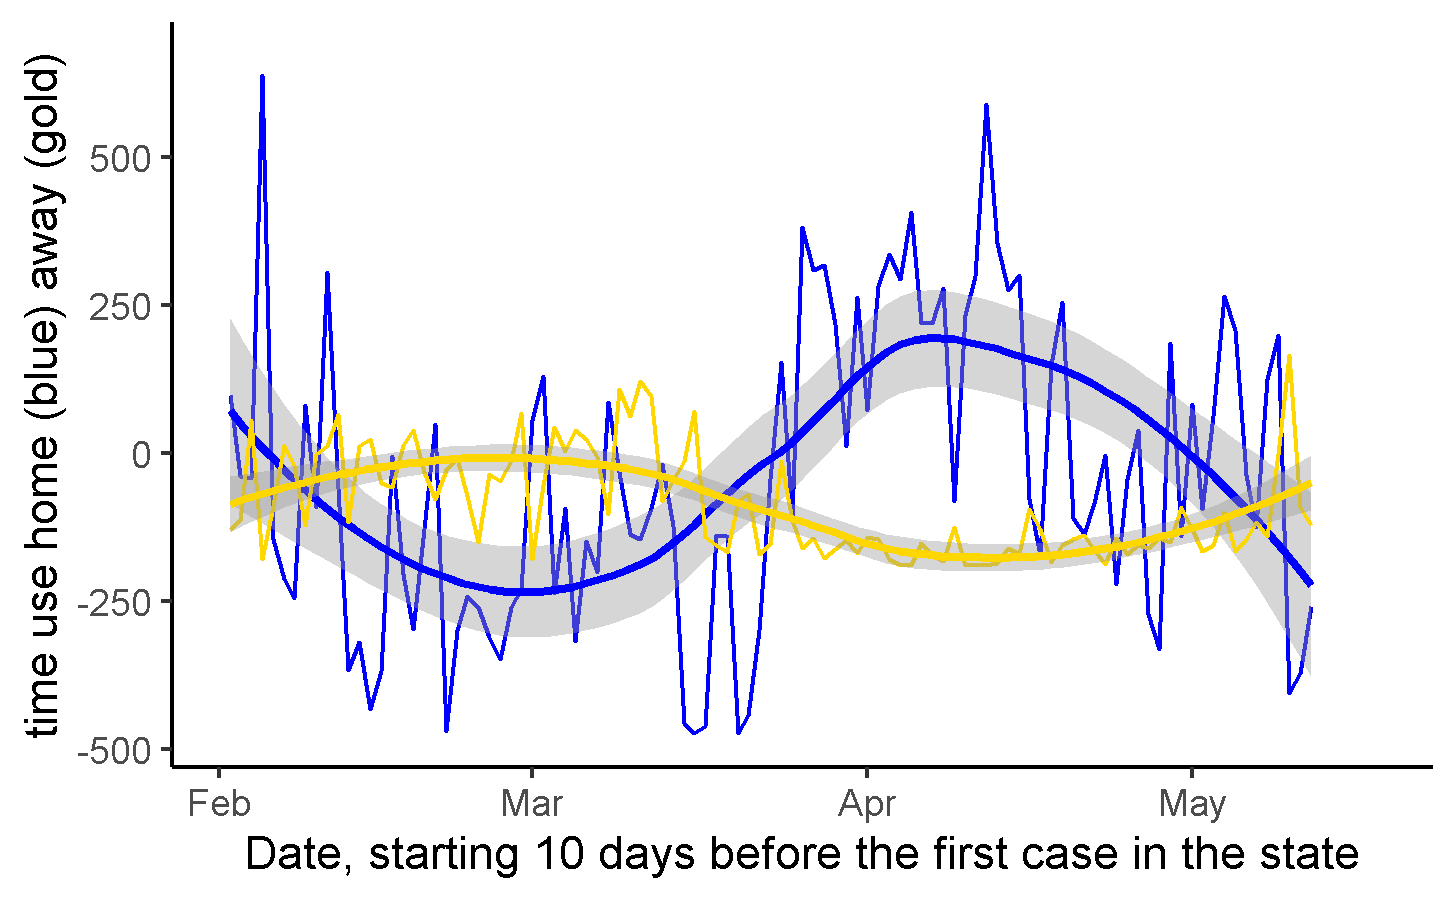 time use home (blue) away (gold)
500
250
0
-250
-500
Feb Mar Apr May
Date, starting 10 days before the first case in the state